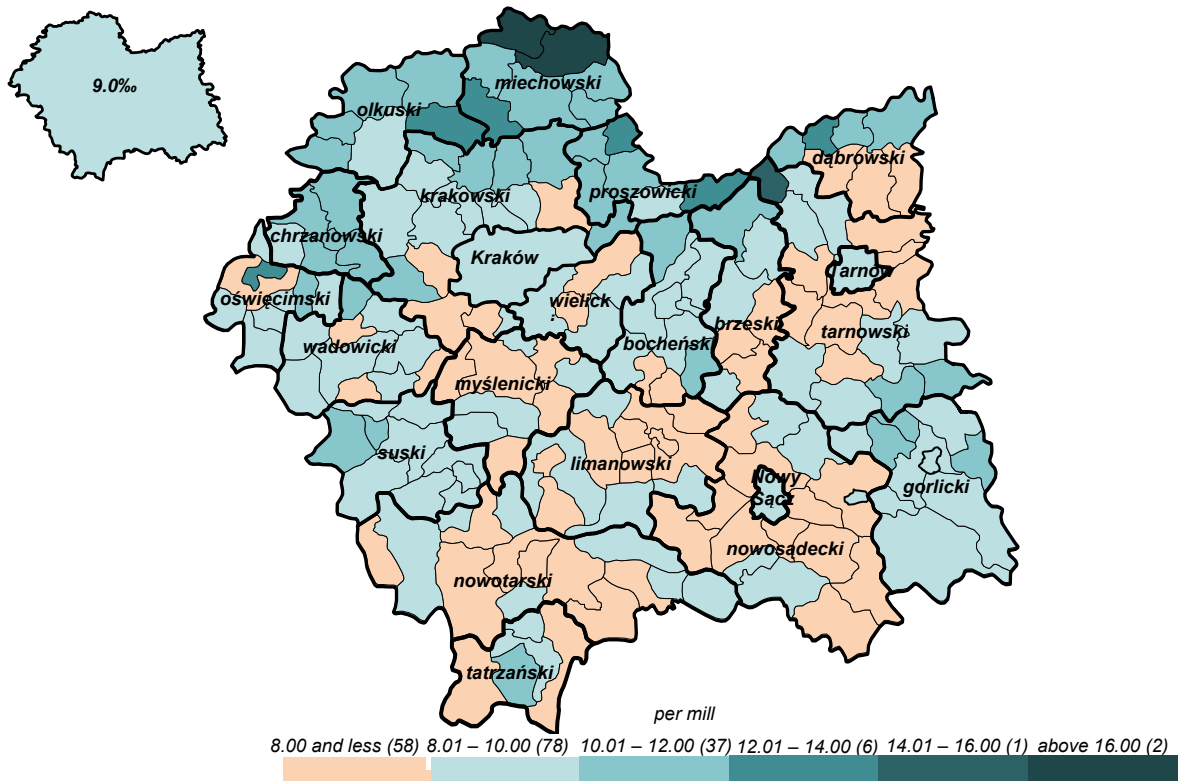 9.0‰
miechowski
olkuski
dąbrowski
krakowski
proszowicki
chrzanowski
Kraków
Tarnów
oświęcimski
wielick
brzeski
tarnowski
wadowicki
bocheńsk
myślenicki
suski
limanowski
Nowy
Sącz
gorlicki
nowosądecki
nowotarski
tatrzański
per mill
8.00 and less (58) 8.01 – 10.00 (78) 10.01 – 12.00 (37) 12.01 – 14.00 (6) 14.01 – 16.00 (1) above 16.00 (2)